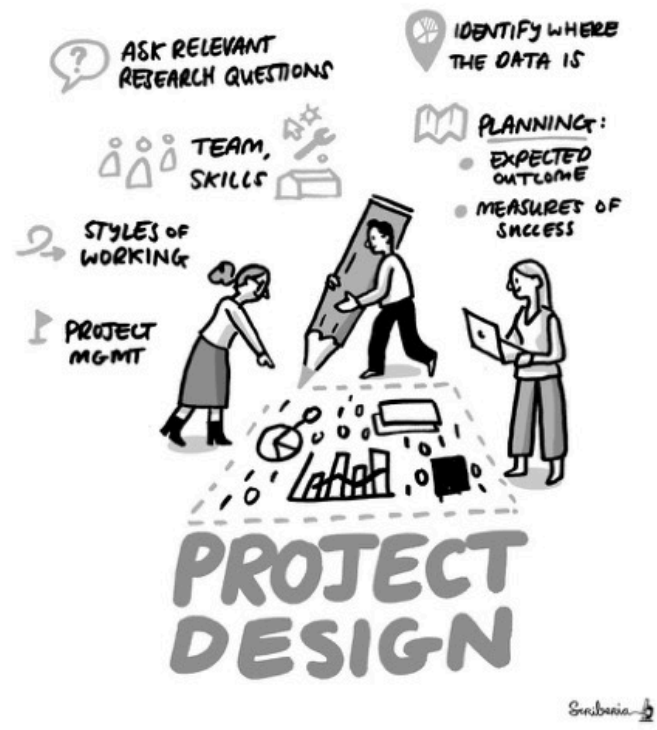 ASK RELEVANT
RESEARCH QUESTIONS
TEAM,
SKILLS
STYLES OF
WORKING
PROJECT
MGMT
IDENTIFY WHERE
THE DATA IS
PLANNING:
EXPECTED
OUTCOME
MEASURES OF
SUCCESS
PROJECT
DESIGN
Scriberia